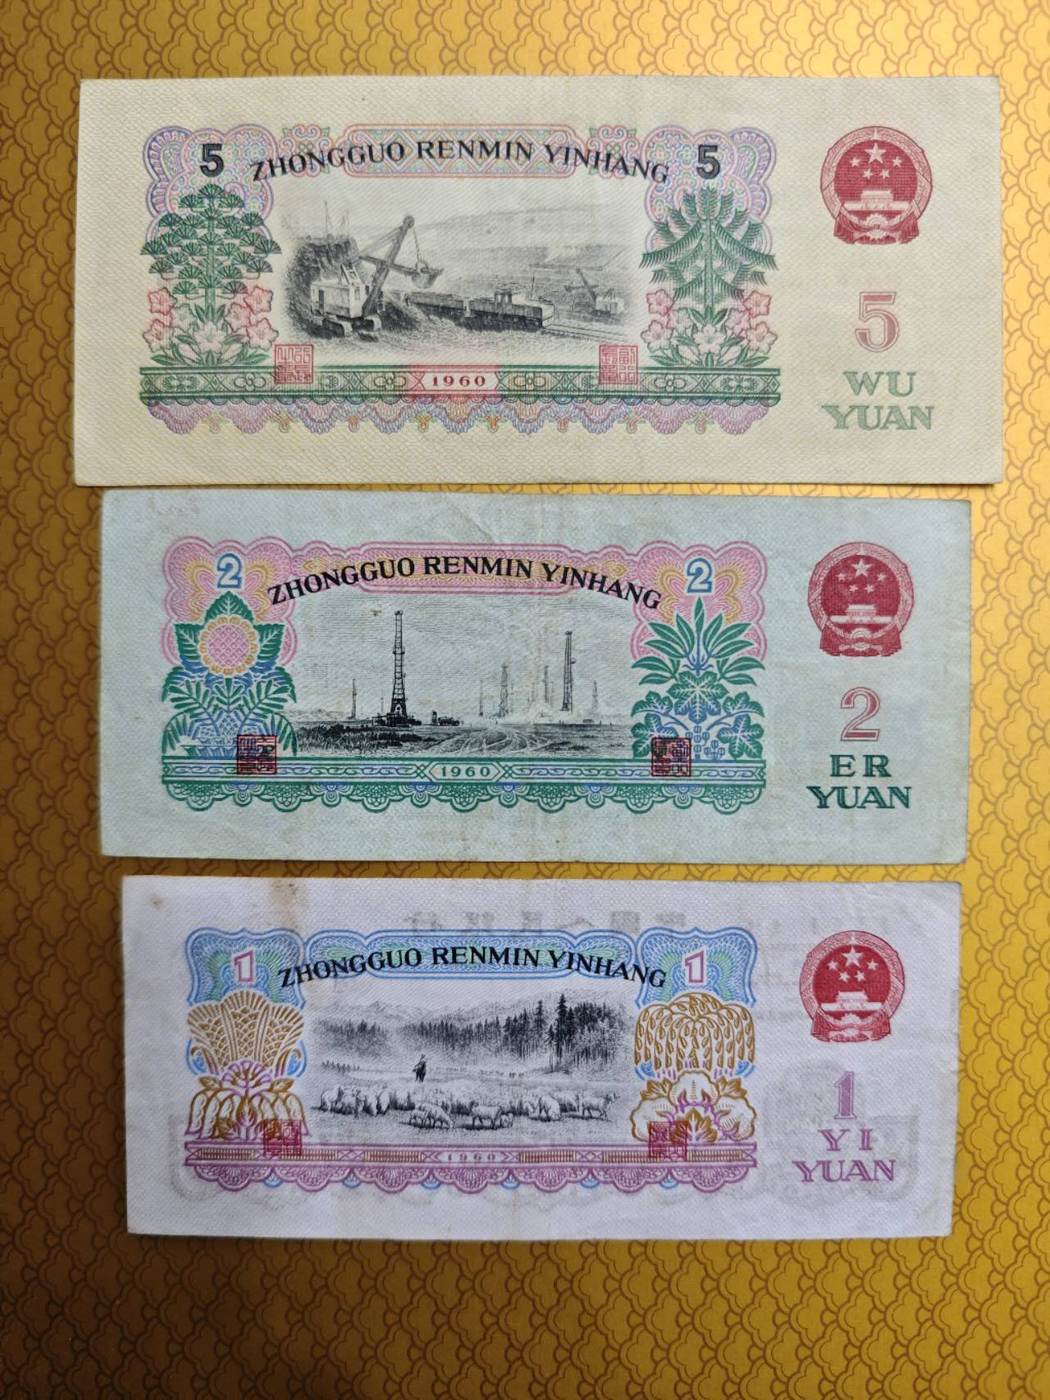 5 ZHONGGUO RENMIN YINHANG 5
1960
5
WU
YUAN
2 ZHONGGUO RENMIN YINHANG 2
1960
2
ER
YUAN
1 ZHONGGUO RENMIN YINHANG 1
1960
1
YI
YUAN